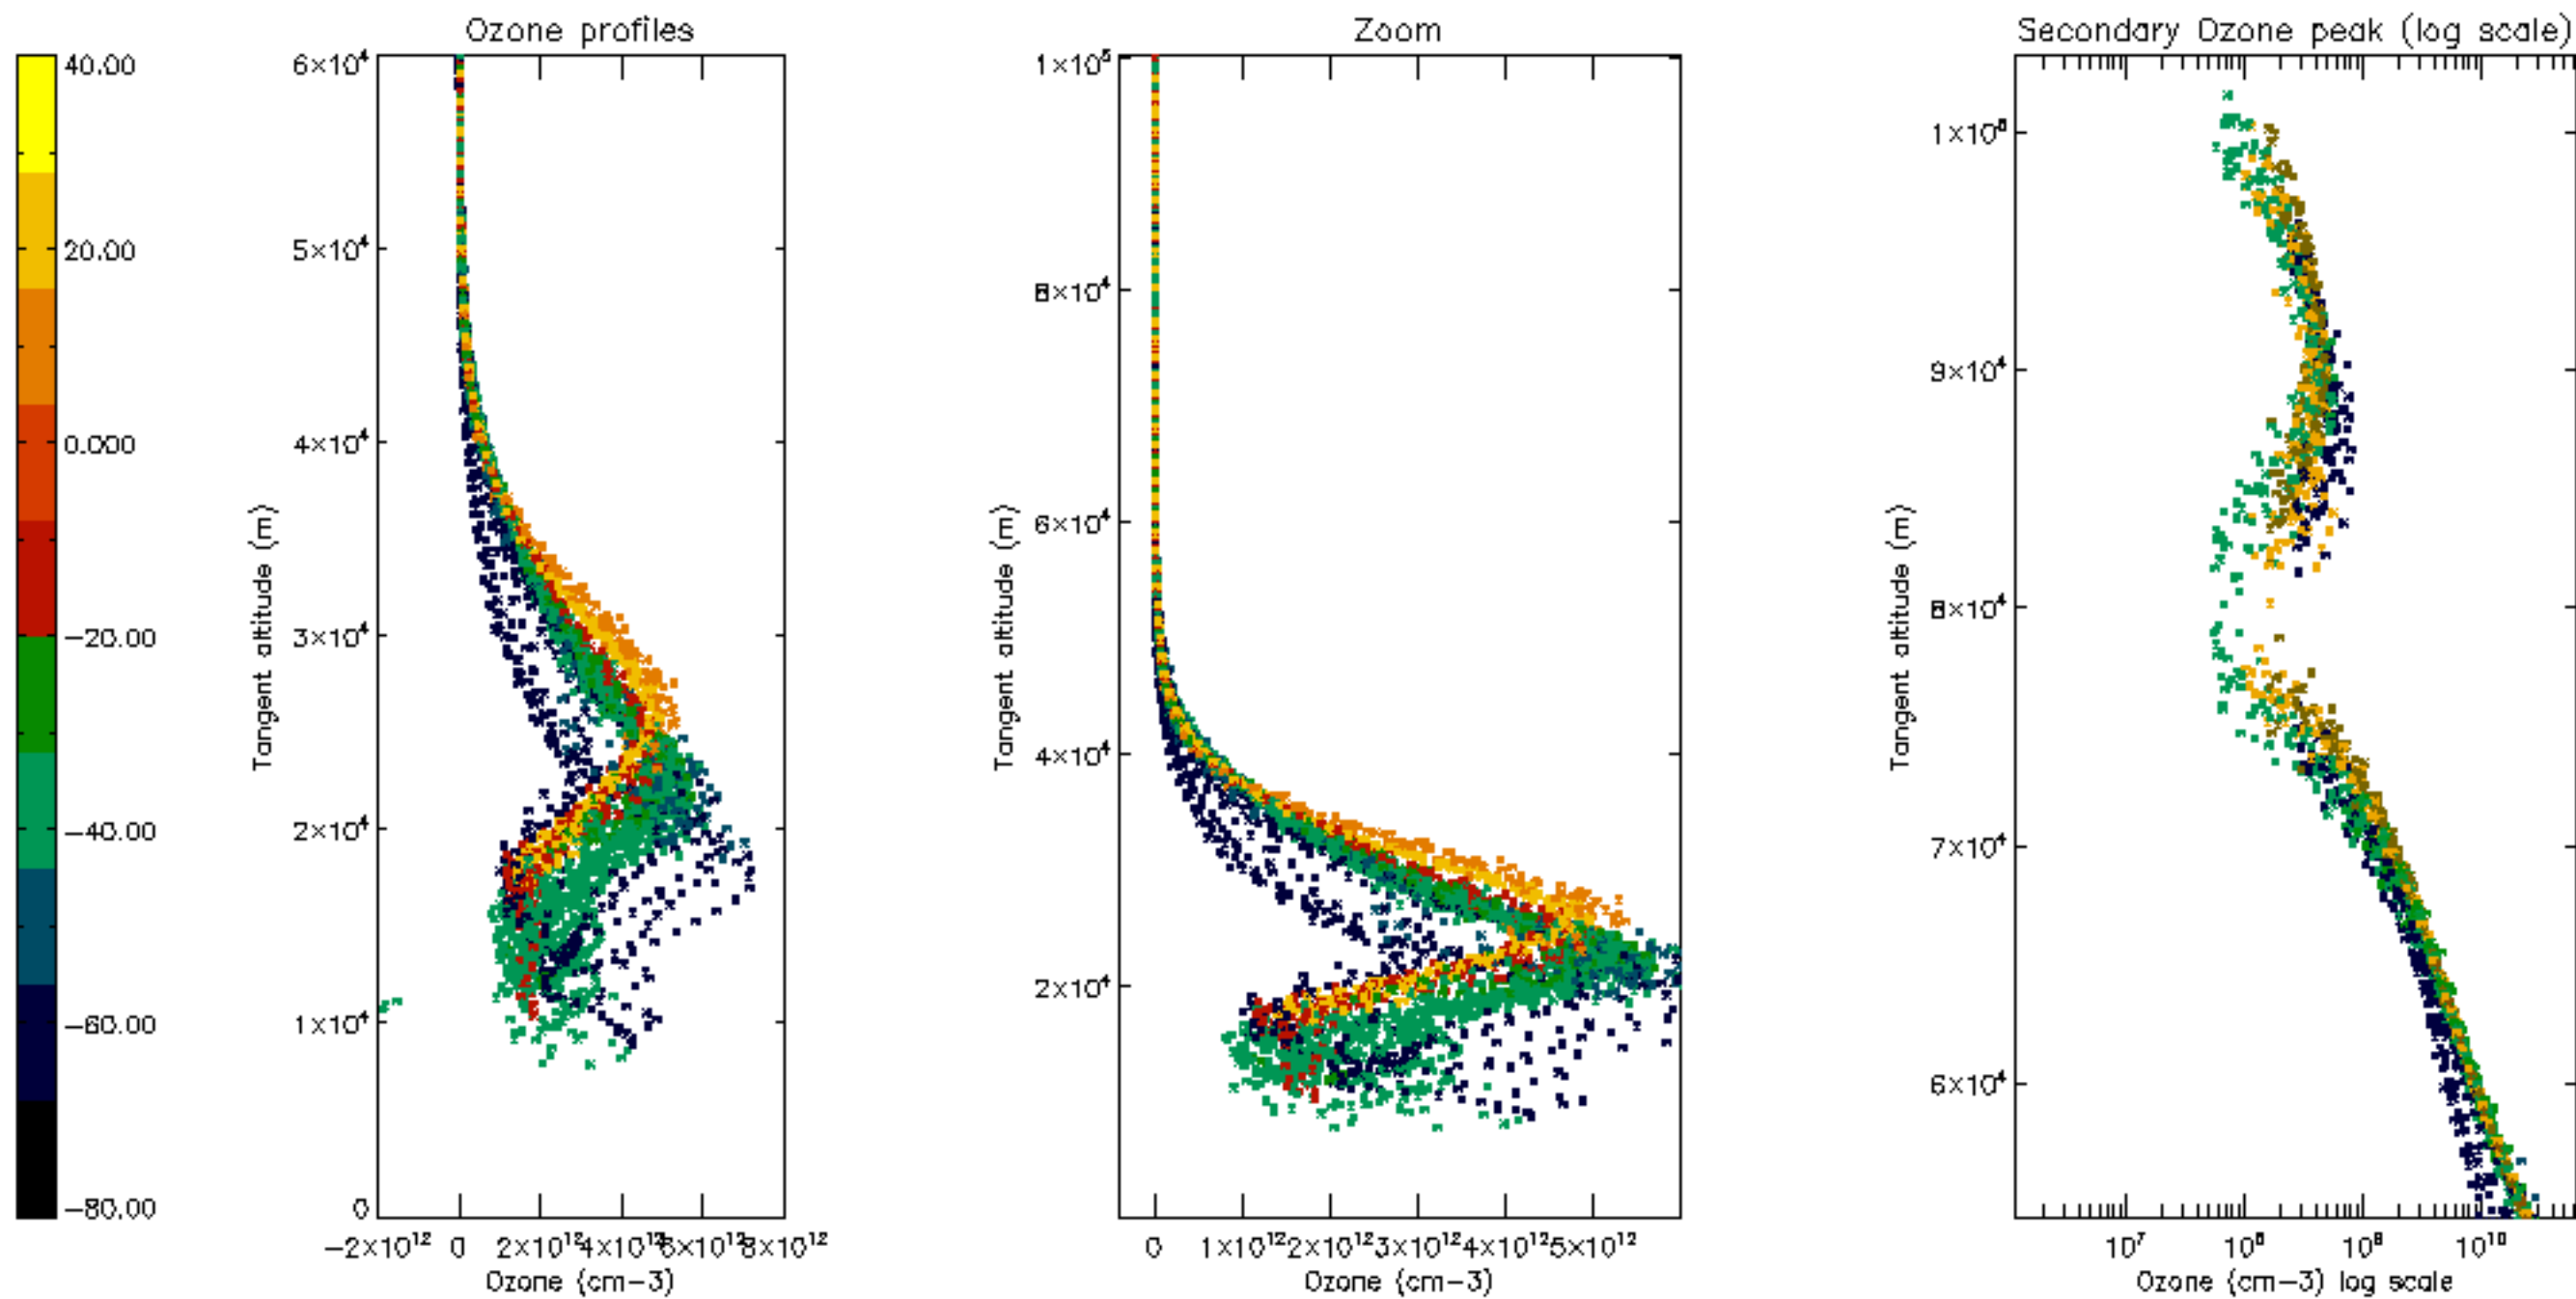 Ozone profiles
Zoom
Secondary Ozone peak (log scale)
40.00
20.00
0.000
−20.00
−40.00
−60.00
−80.00
6×10⁴
5×10⁴
4×10⁴
3×10⁴
2×10⁴
1×10⁴
0
Tangent altitude (m)
−2×10¹² 0 2×10¹² 4×10¹² 6×10¹² 8×10¹²
Ozone (cm−3)
1×10⁵
8×10⁴
6×10⁴
4×10⁴
2×10⁴
Tangent altitude (m)
0 1×10¹² 2×10¹² 3×10¹² 4×10¹² 5×10¹²
Ozone (cm−3)
1×10⁵
9×10⁴
8×10⁴
7×10⁴
6×10⁴
Tangent altitude (m)
10⁷ 10⁸ 10⁹ 10¹⁰
Ozone (cm−3) log scale